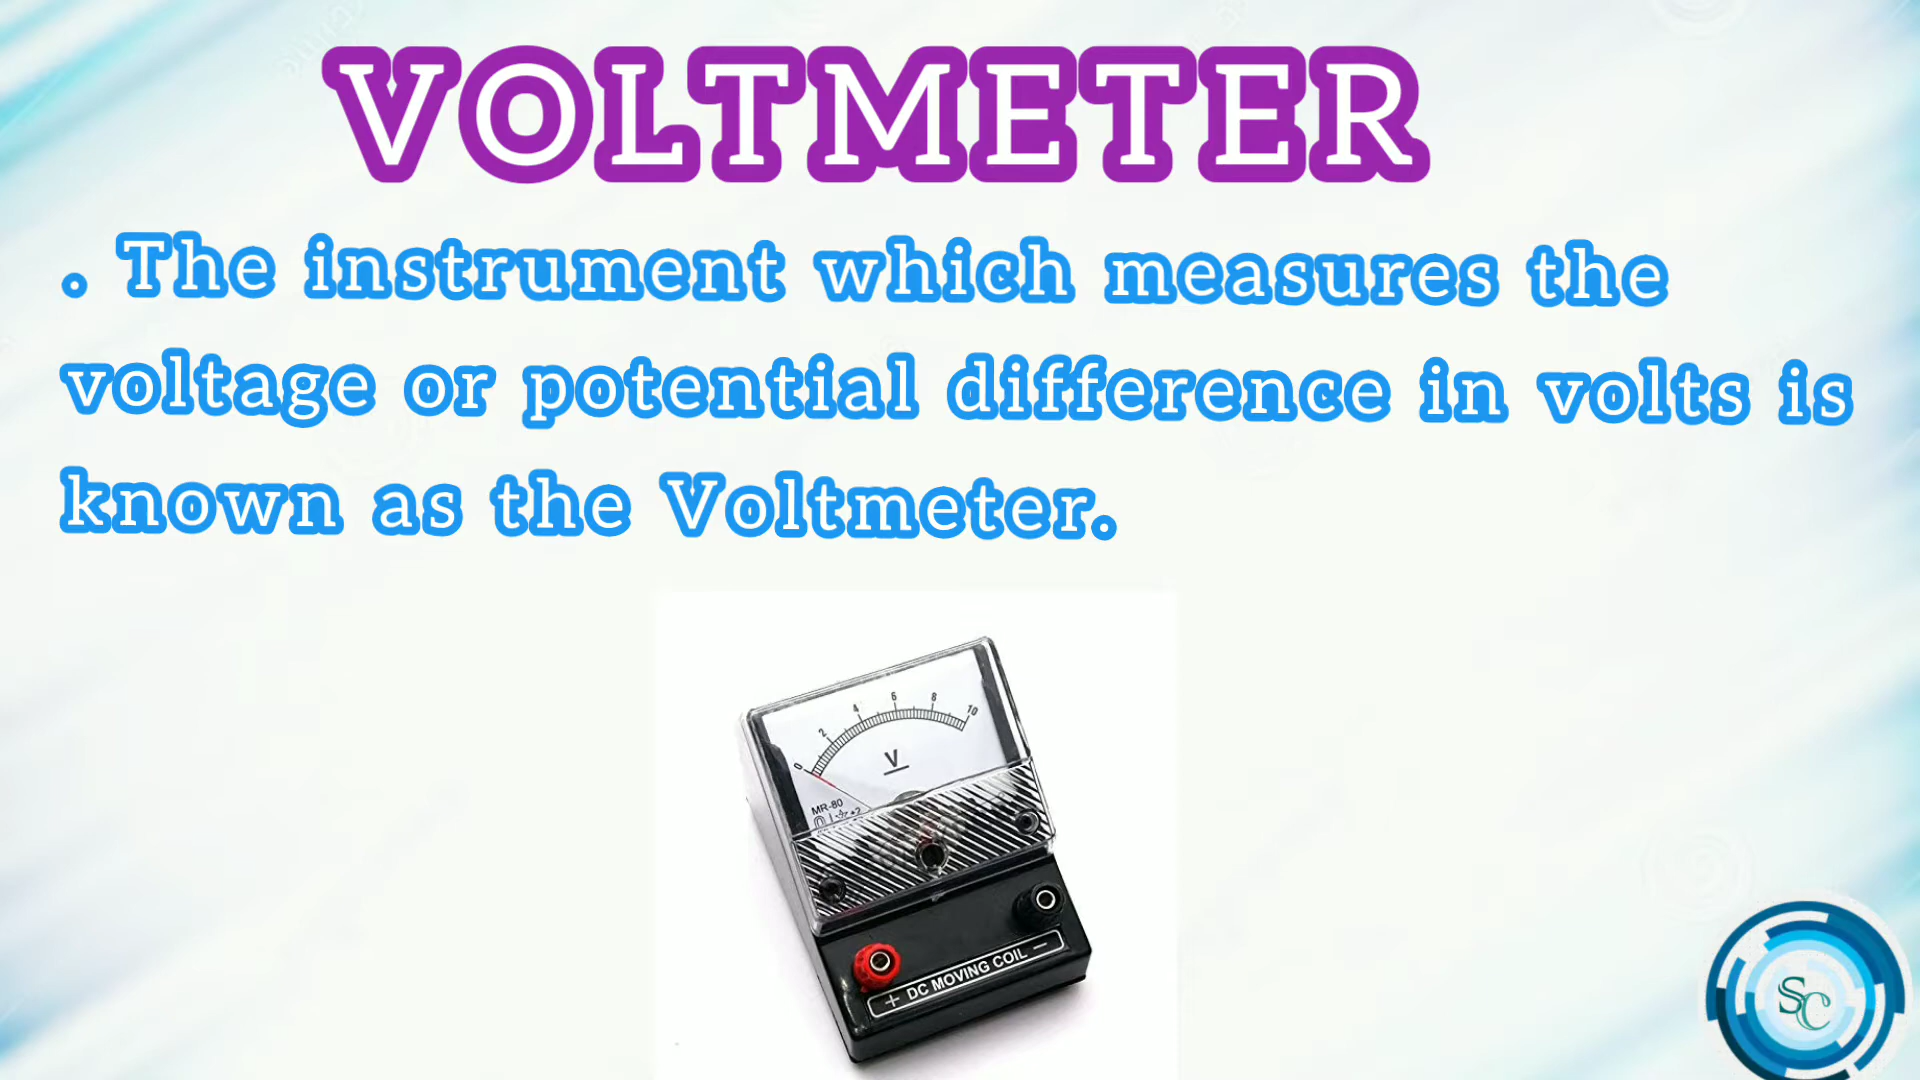 VOLTMETER
. The instrument which measures the
voltage or potential difference in volts is
known as the Voltmeter.
0 2 4 6 8 10
V
MR-80
+ DC MOVING COIL −
SC